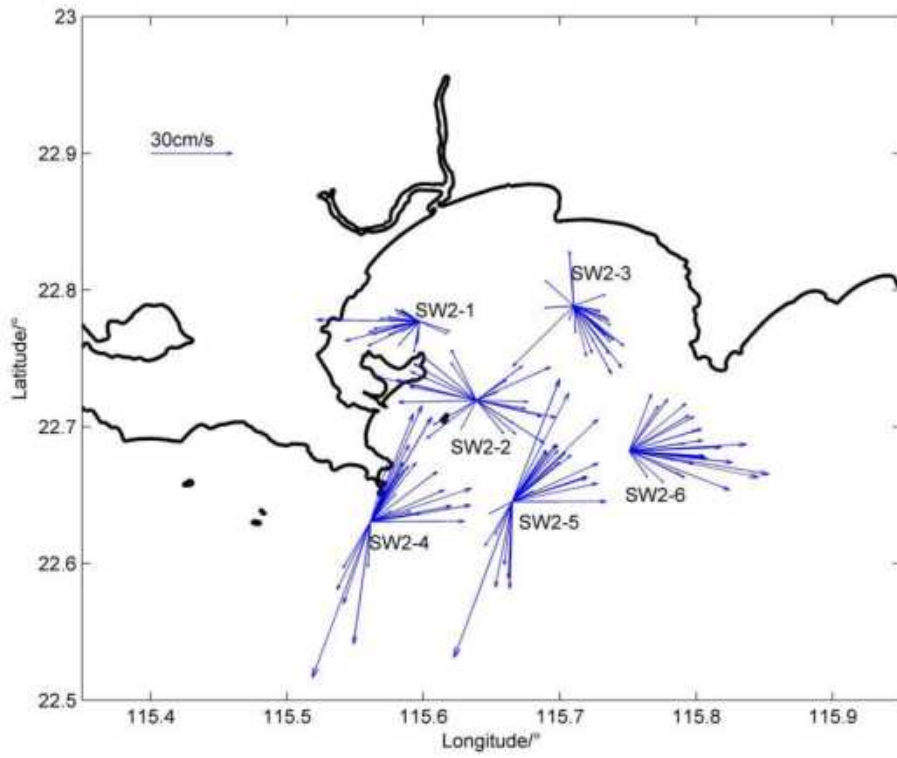 23
22.9
22.8
22.7
22.6
22.5
Latitude/°
30cm/s
SW2-3
SW2-1
SW2-2
SW2-6
SW2-5
SW2-4
115.4 115.5 115.6 115.7 115.8 115.9
Longitude/°